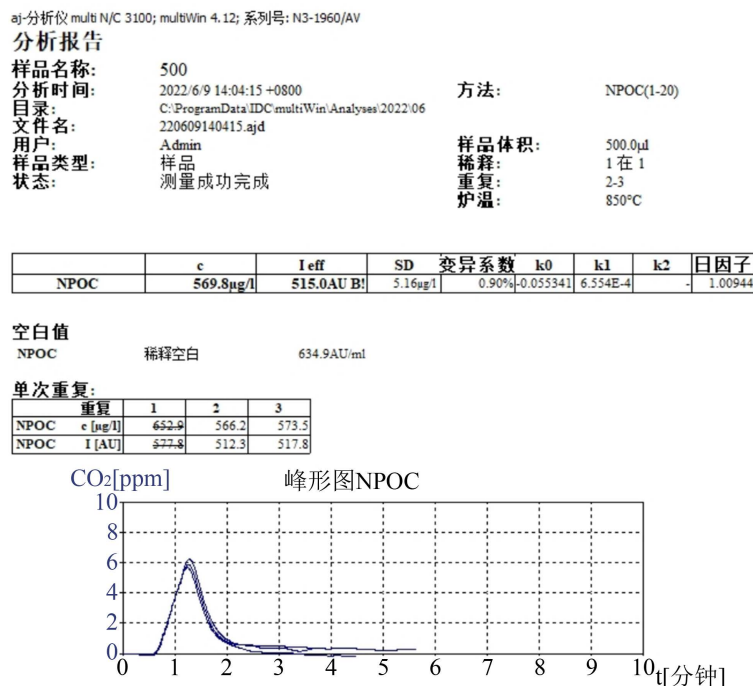 aj-分析仪 multi N/C 3100; multiWin 4.12; 系列号: N3-1960/AV
分析报告
样品名称: 500
分析时间: 2022/6/9 14:04:15 +0800 方法: NPOC(1-20)
目录: C:\ProgramData\IDC\multiWin\Analyses\2022\06
文件名: 220609140415.ajd
用户: Admin 样品体积: 500.0µl
样品类型: 样品 稀释: 1 在 1
状态: 测量成功完成 重复: 2-3
炉温: 850°C
c I eff SD 变异系数 k0 k1 k2 日因子
NPOC 569.8µg/l 515.0AU B! 5.16µg/l 0.90% -0.055341 6.554E-4 - 1.00944
空白值
NPOC 稀释空白 634.9AU/ml
单次重复:
重复 1 2 3
NPOC c [µg/l] 652.9 566.2 573.5
NPOC I [AU] 577.8 512.3 517.8
CO2[ppm] 峰形图NPOC
10
8
6
4
2
0
0 1 2 3 4 5 6 7 8 9 10 t[分钟]